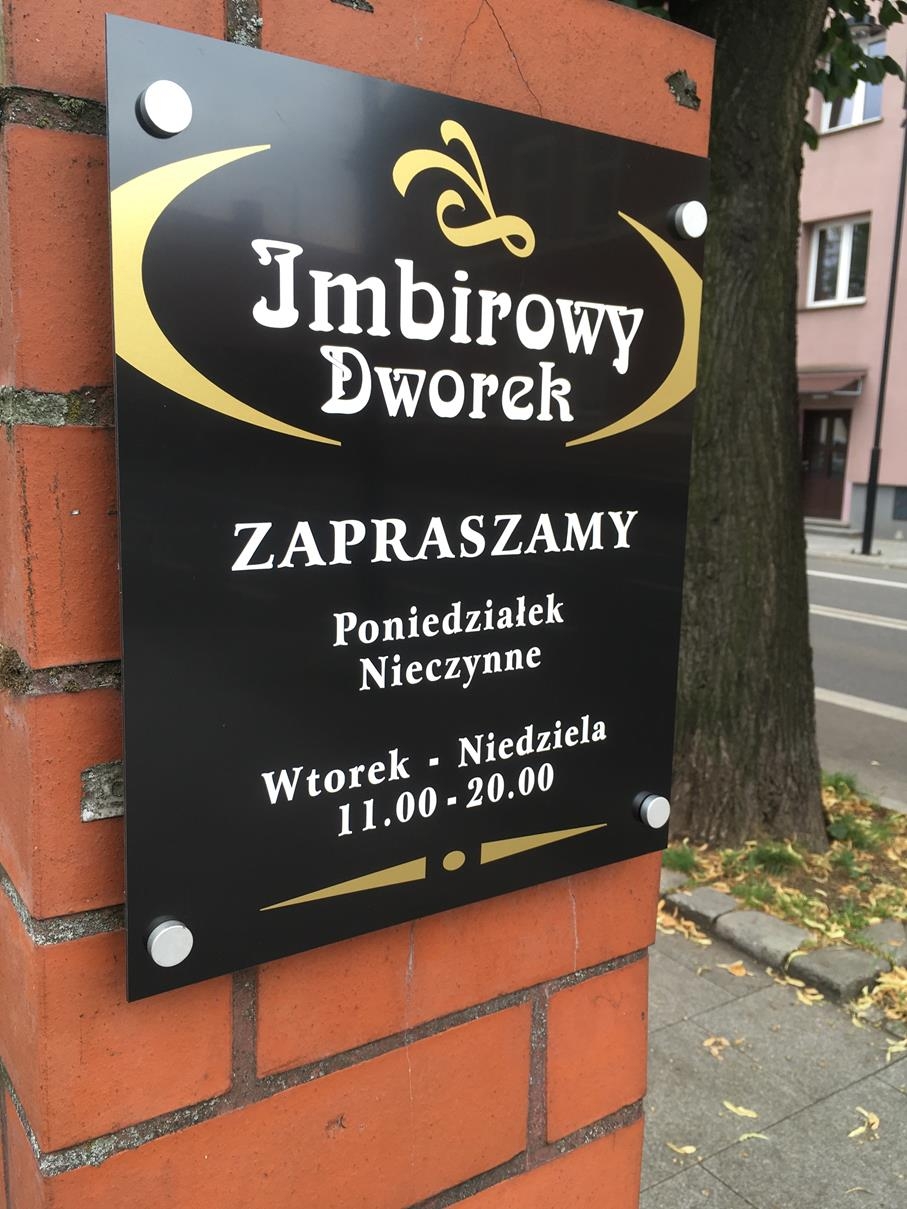 Imbirowy
Dworek
ZAPRASZAMY
Poniedziałek
Nieczynne
Wtorek - Niedziela
11.00 - 20.00